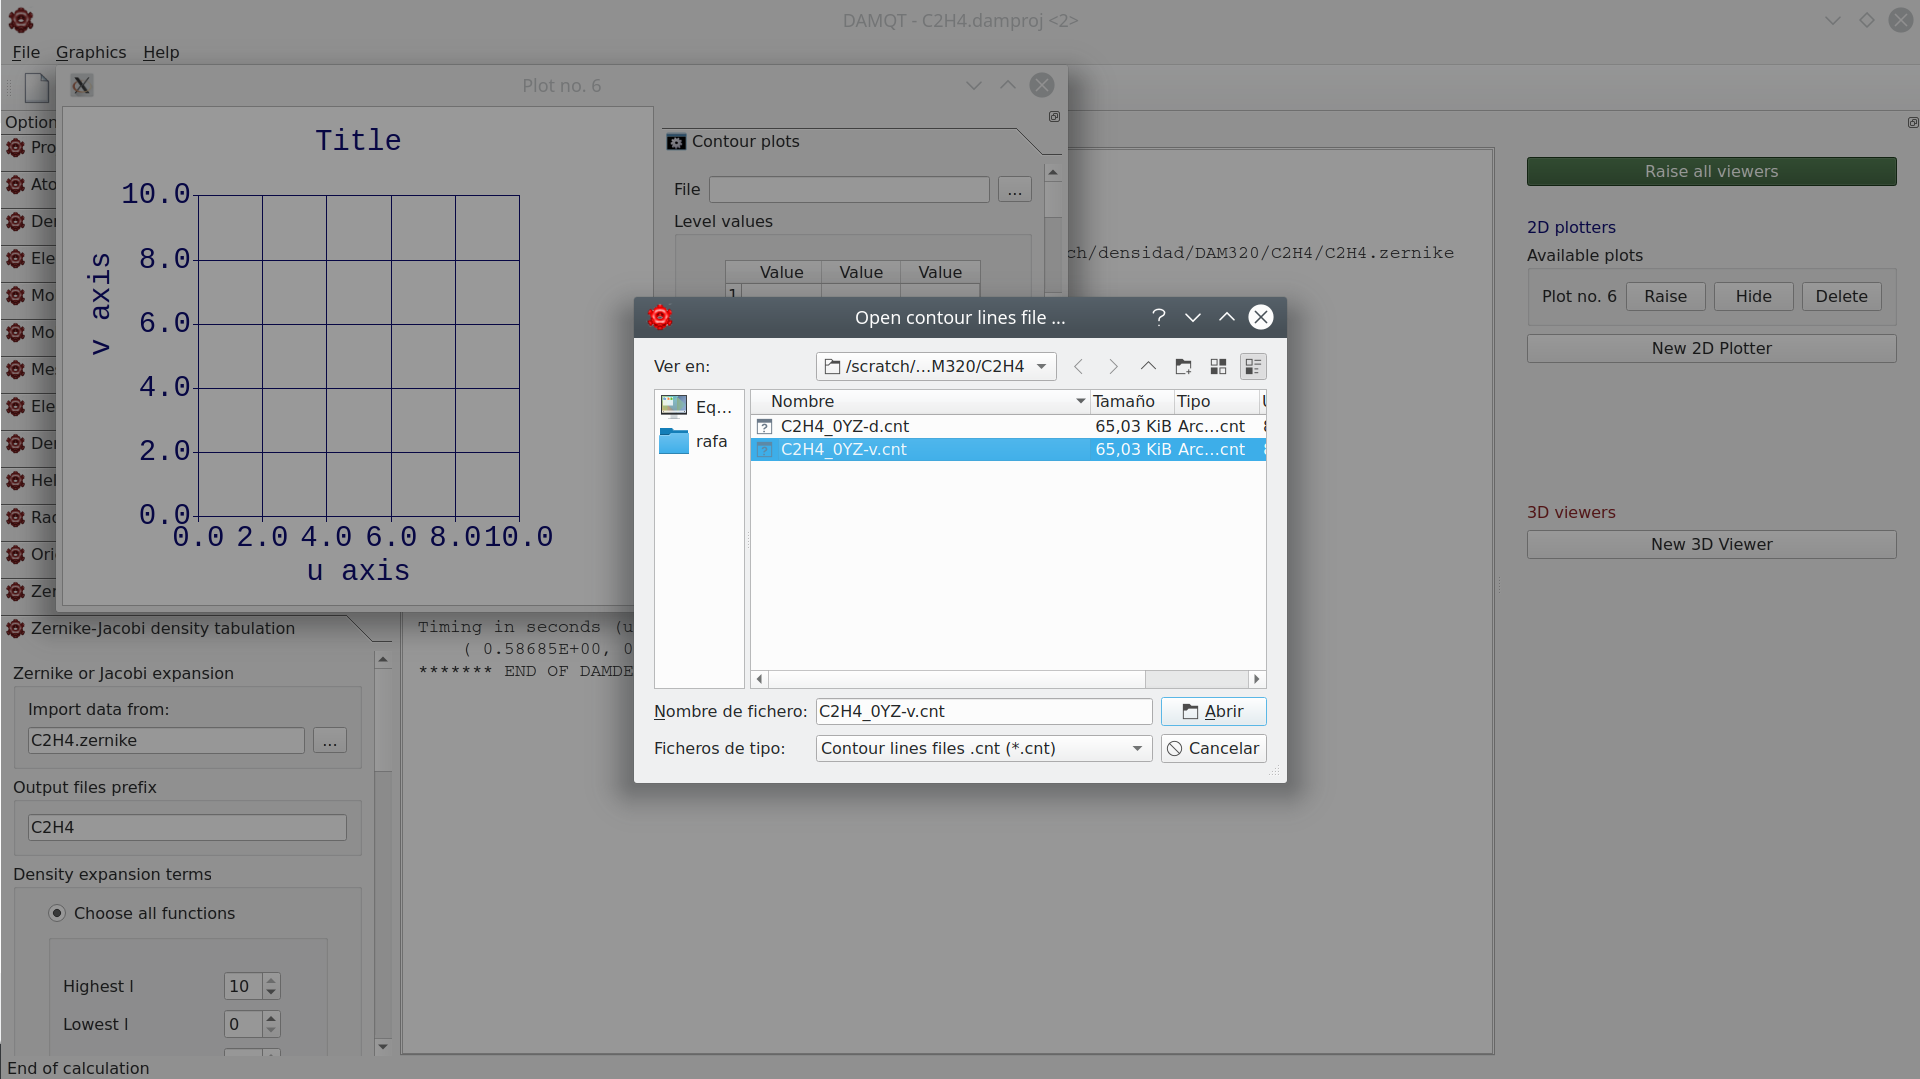 DAMQT - C2H4.damproj <2>
File Graphics Help
Plot no. 6
Option
Pro
Ato
Der
Ele
Mo
Mo
Me
Ele
Der
Hel
Rad
Ori
Zer
Title
10.0
8.0
6.0
4.0
2.0
0.0
v axis
0.0 2.0 4.0 6.0 8.0 10.0
u axis
Contour plots
File ...
Level values
Value Value Value
1
ch/densidad/DAM320/C2H4/C2H4.zernike
Raise all viewers
2D plotters
Available plots
Plot no. 6 Raise Hide Delete
New 2D Plotter
3D viewers
New 3D Viewer
Open contour lines file ...
Ver en: /scratch/...M320/C2H4
Eq...
rafa
Nombre Tamaño Tipo
C2H4_0YZ-d.cnt 65,03 KiB Arc...cnt
C2H4_0YZ-v.cnt 65,03 KiB Arc...cnt
Nombre de fichero: C2H4_0YZ-v.cnt Abrir
Ficheros de tipo: Contour lines files .cnt (*.cnt) Cancelar
Zernike-Jacobi density tabulation
Zernike or Jacobi expansion
Import data from:
C2H4.zernike ...
Output files prefix
C2H4
Density expansion terms
Choose all functions
Highest l 10
Lowest l 0
Timing in seconds (u
( 0.58685E+00, 0
******* END OF DAMDE
End of calculation